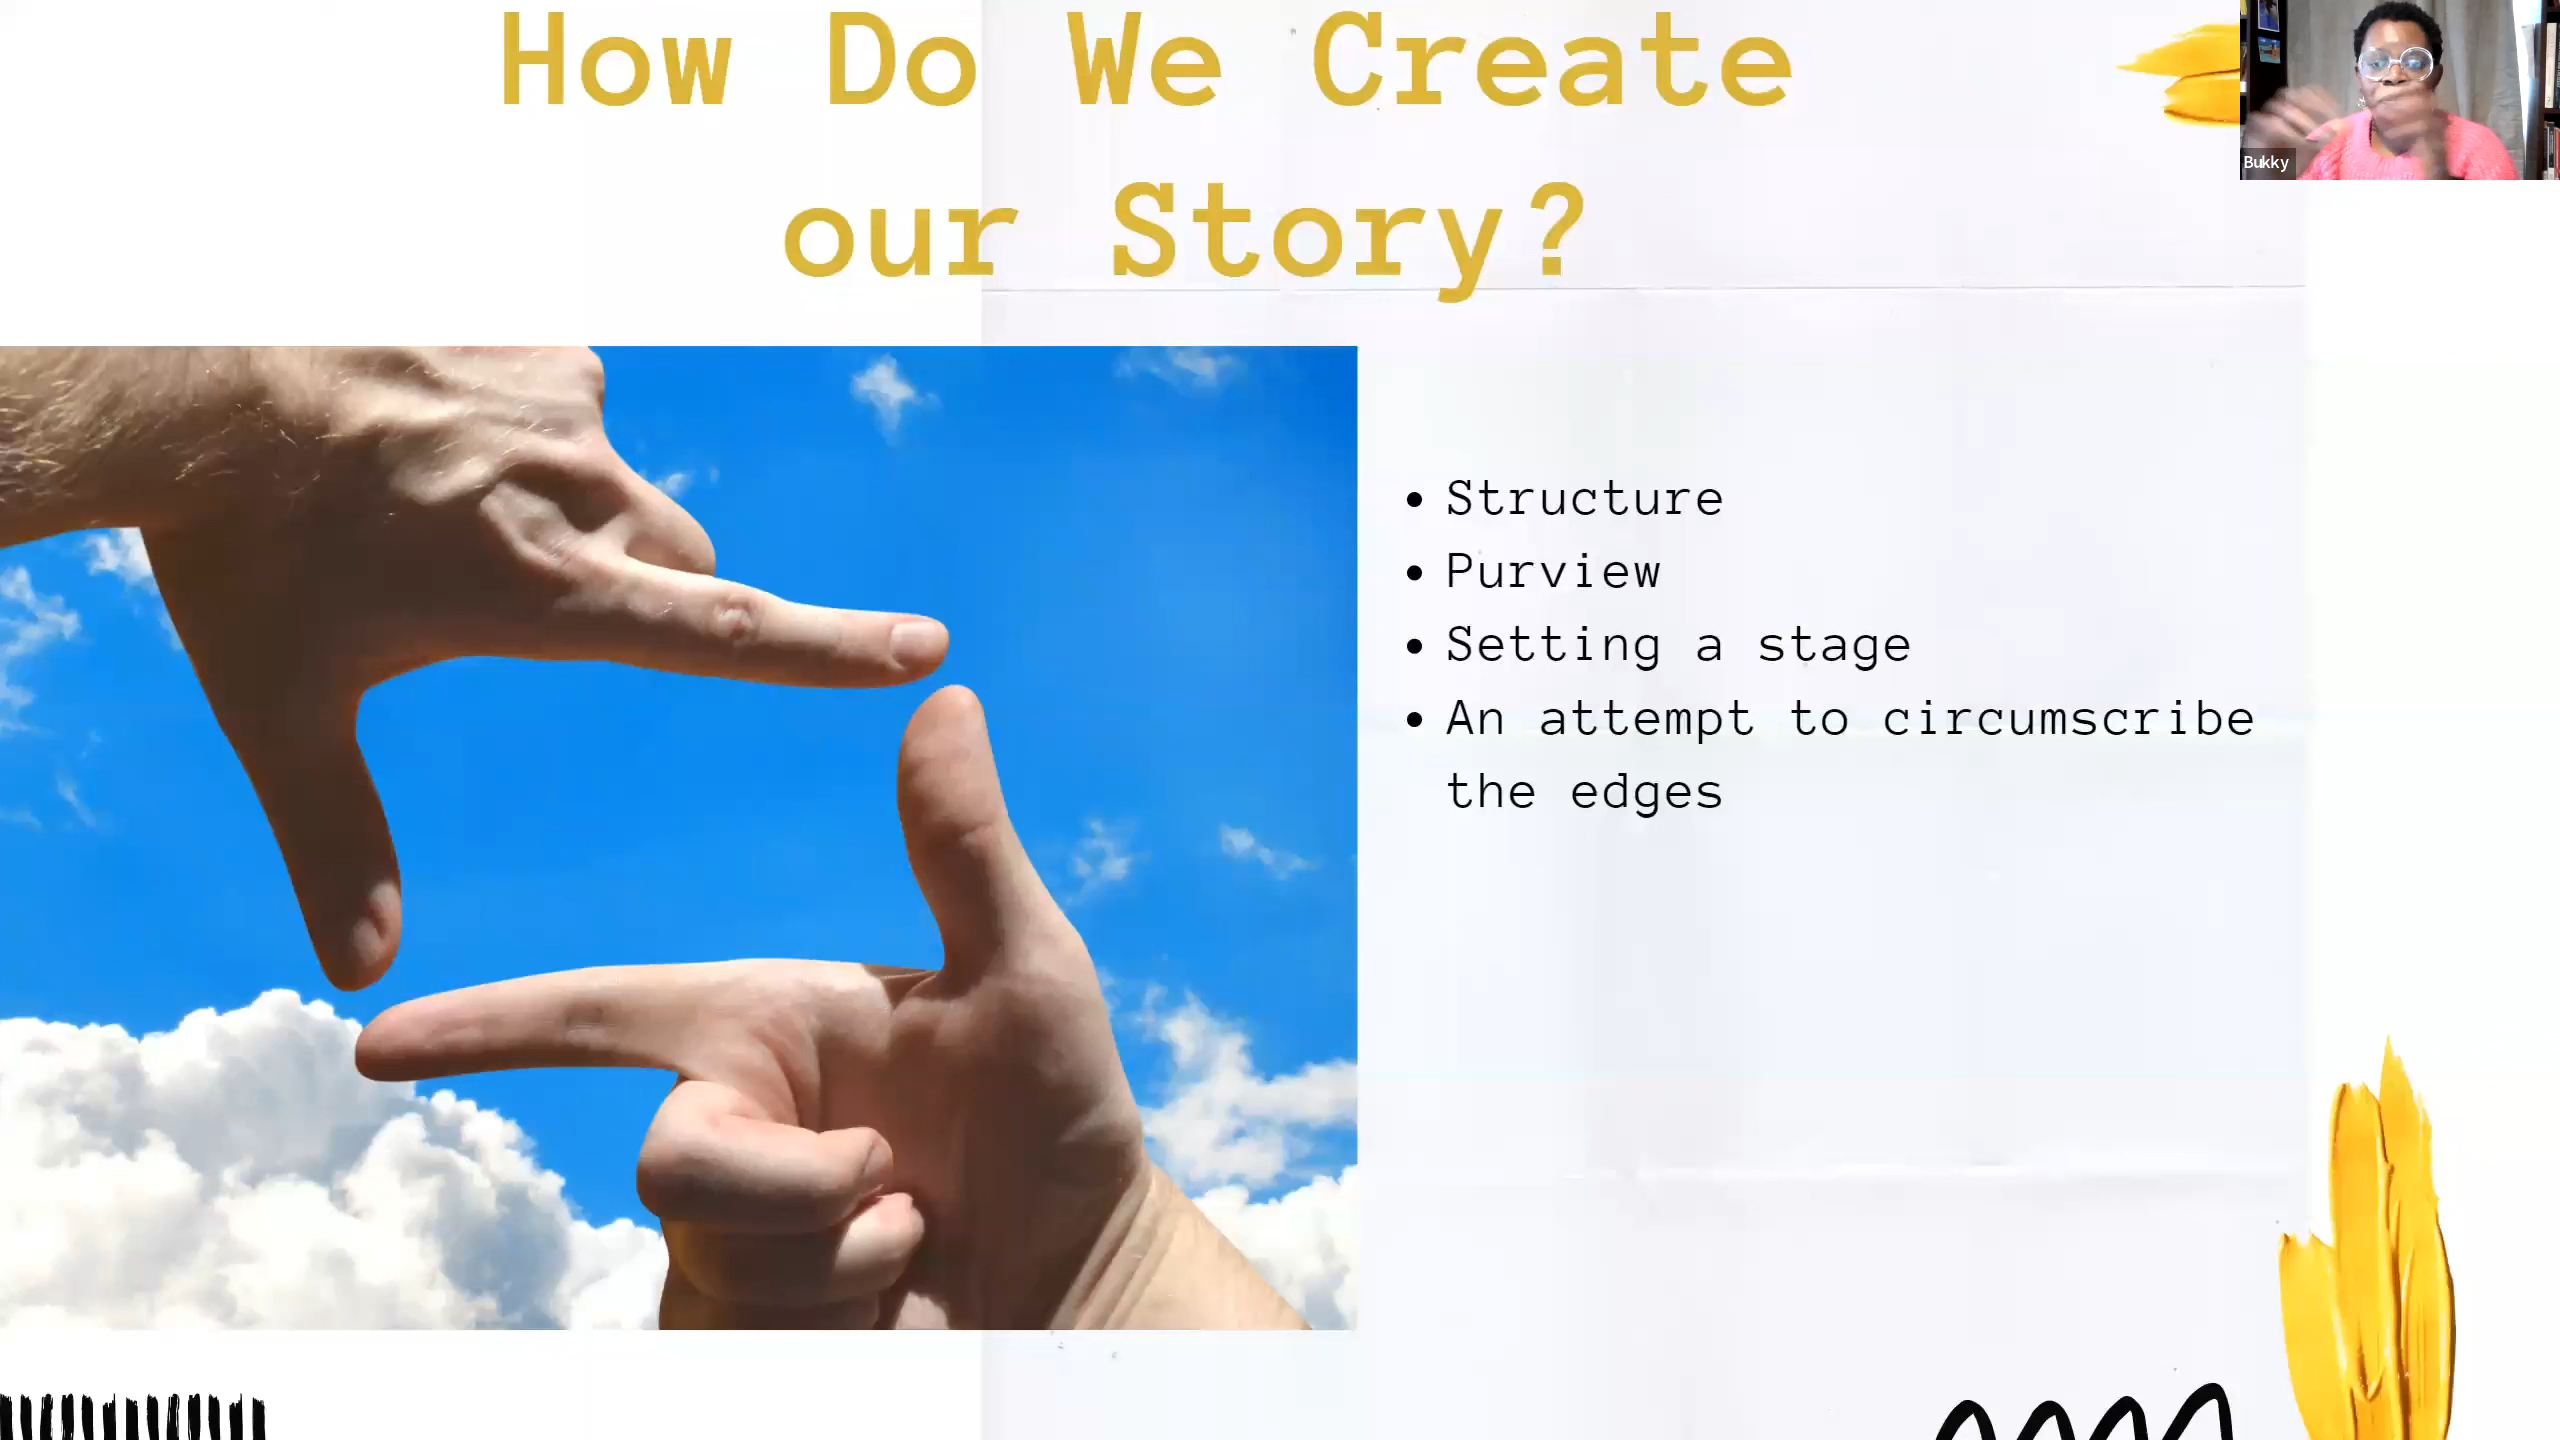 How Do We Create
our Story?
Bukky
• Structure
• Purview
• Setting a stage
• An attempt to circumscribe
the edges